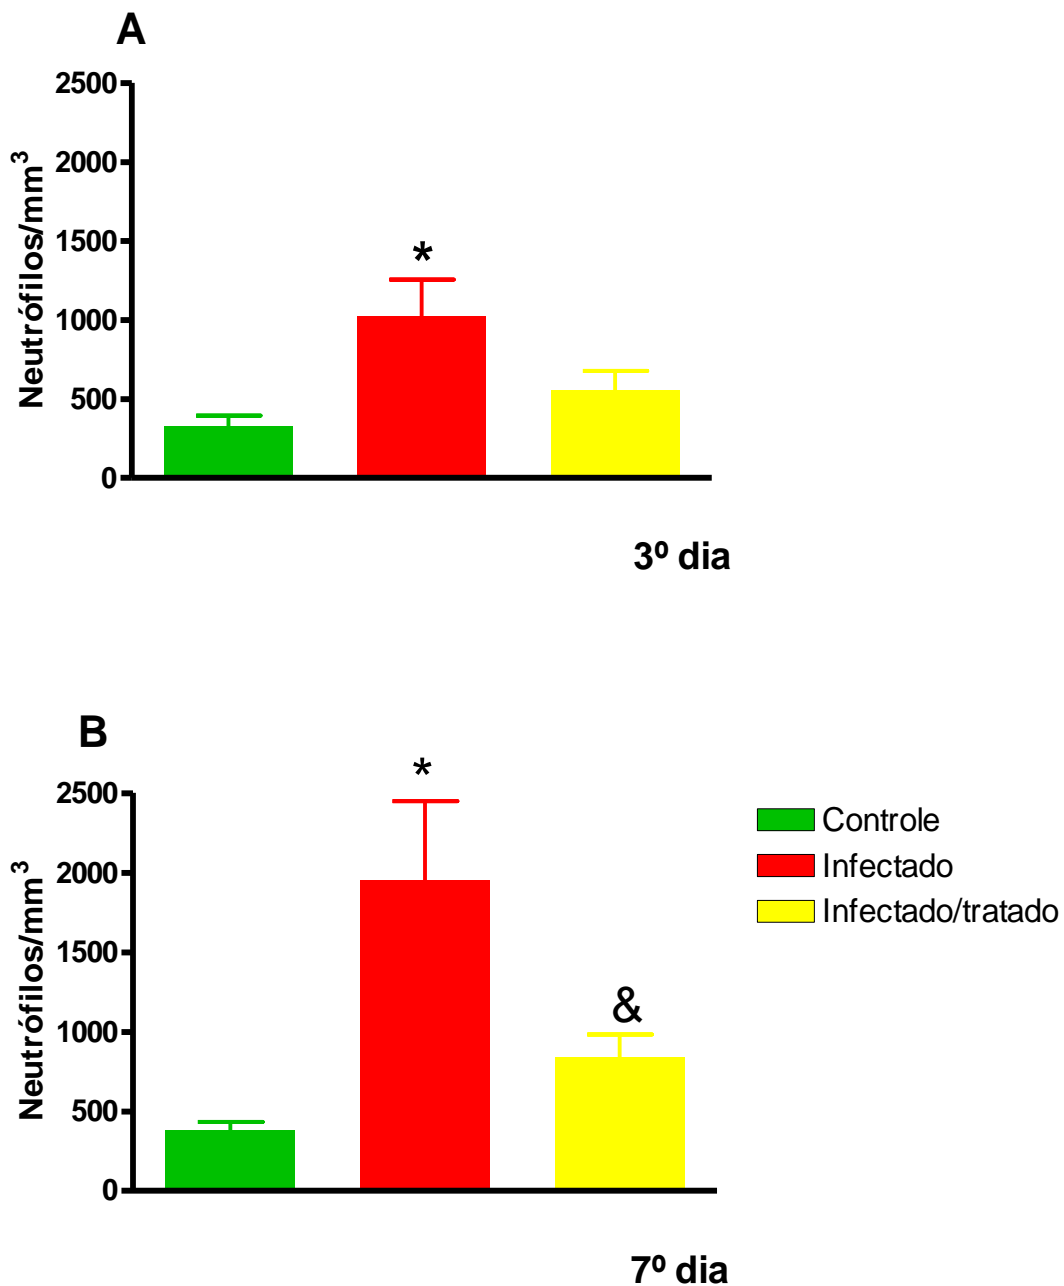 A
2500
2000
1500
1000
500
0
Neutrófilos/mm³
*
3º dia
B
2500
2000
1500
1000
500
0
Neutrófilos/mm³
*
&
Controle
Infectado
Infectado/tratado
7º dia